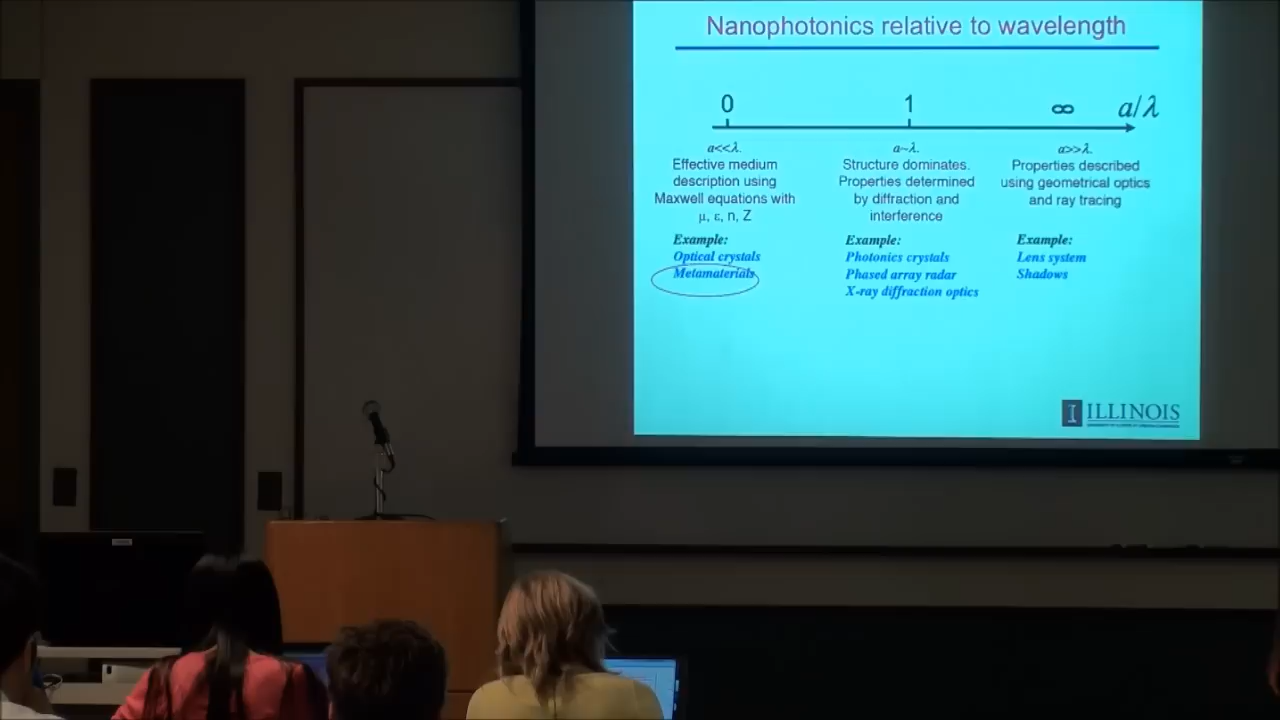 Nanophotonics relative to wavelength
0 1 ∞ a/λ
a<<λ.
Effective medium
description using
Maxwell equations with
μ, ε, n, Z
Example:
Optical crystals
Metamaterials
a~λ.
Structure dominates.
Properties determined
by diffraction and
interference
Example:
Photonics crystals
Phased array radar
X-ray diffraction optics
a>>λ.
Properties described
using geometrical optics
and ray tracing
Example:
Lens system
Shadows
I ILLINOIS